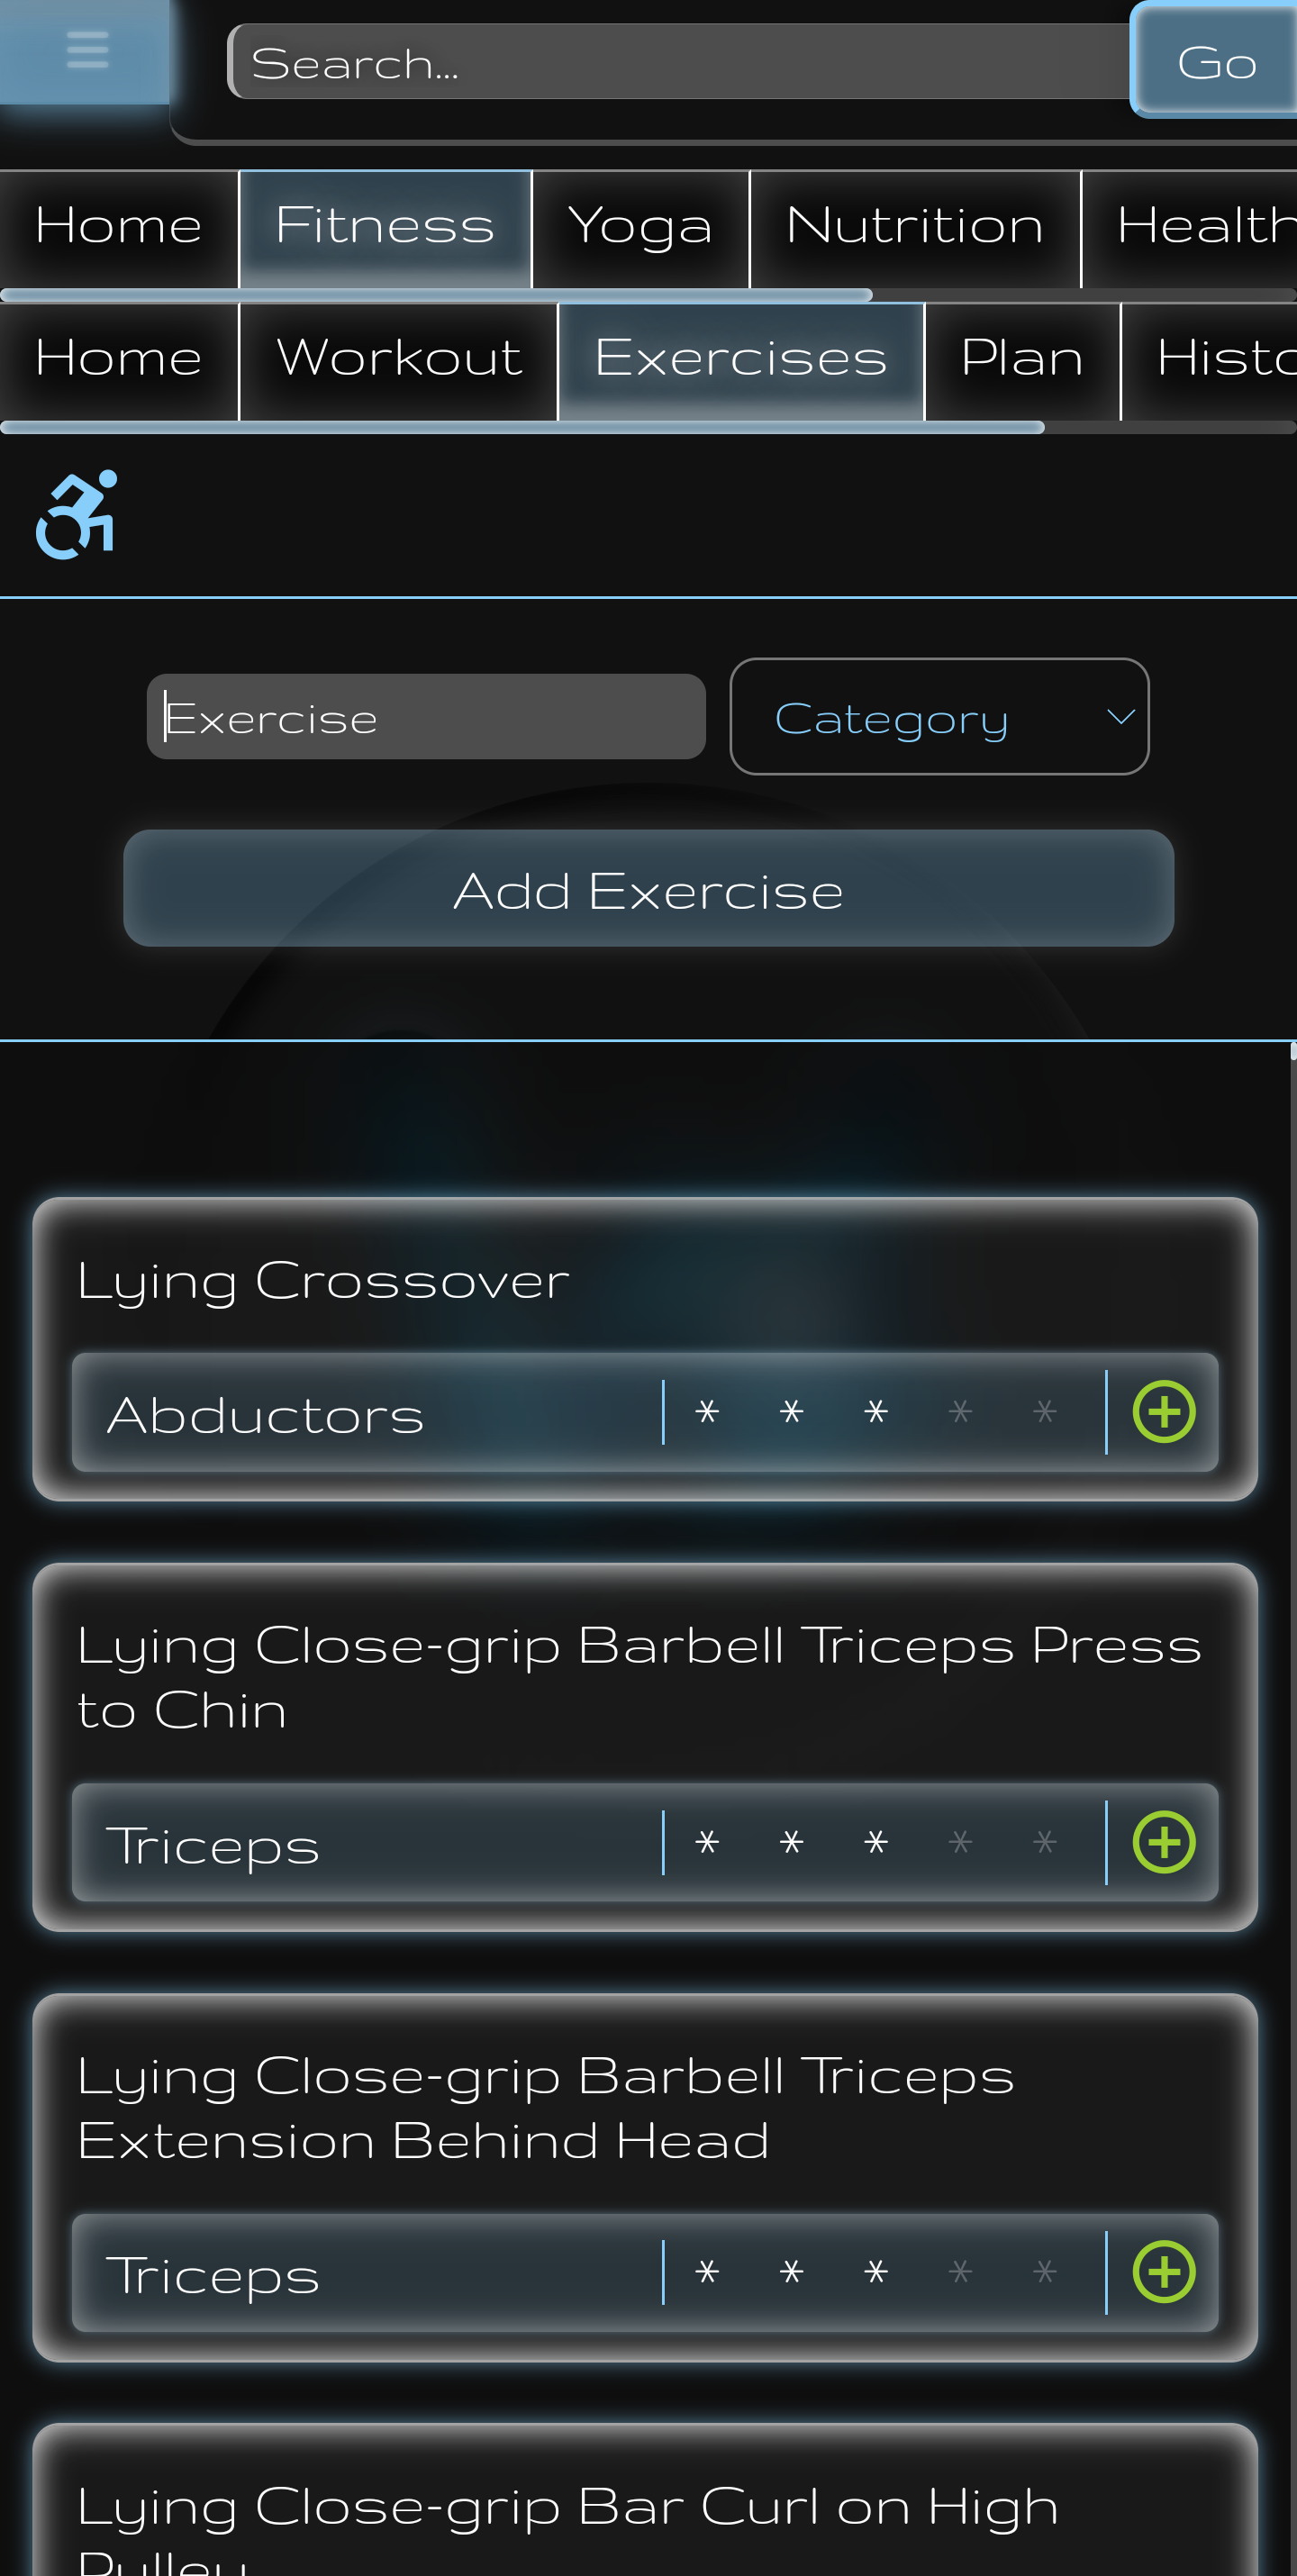 Search...
Go
Home Fitness Yoga Nutrition Health
Home Workout Exercises Plan Histo
Exercise
Category
Add Exercise
Lying Crossover
Abductors * * * * *
Lying Close-grip Barbell Triceps Press
to Chin
Triceps * * * * *
Lying Close-grip Barbell Triceps
Extension Behind Head
Triceps * * * * *
Lying Close-grip Bar Curl on High
Pulley